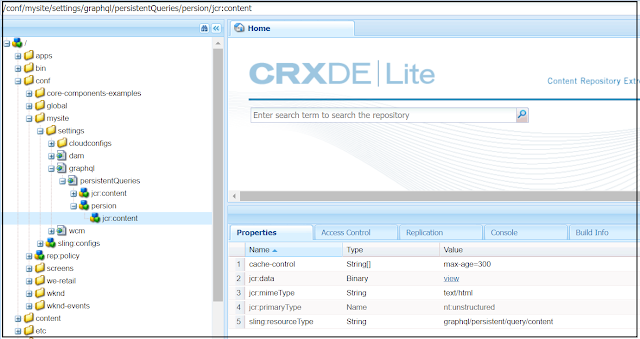 /conf/mysite/settings/graphql/persistentQueries/persion/jcr:content
/
apps
bin
conf
core-components-examples
global
mysite
settings
cloudconfigs
dam
graphql
persistentQueries
jcr:content
persion
jcr:content
wcm
sling:configs
rep:policy
screens
we-retail
wknd
wknd-events
content
etc
Home
CRXDE | Lite
Content Repository Extr
Enter search term to search the repository
Properties Access Control Replication Console Build Info
Name Type Value
1 cache-control String[] max-age=300
2 jcr:data Binary view
3 jcr:mimeType String text/html
4 jcr:primaryType Name nt:unstructured
5 sling:resourceType String graphql/persistent/query/content